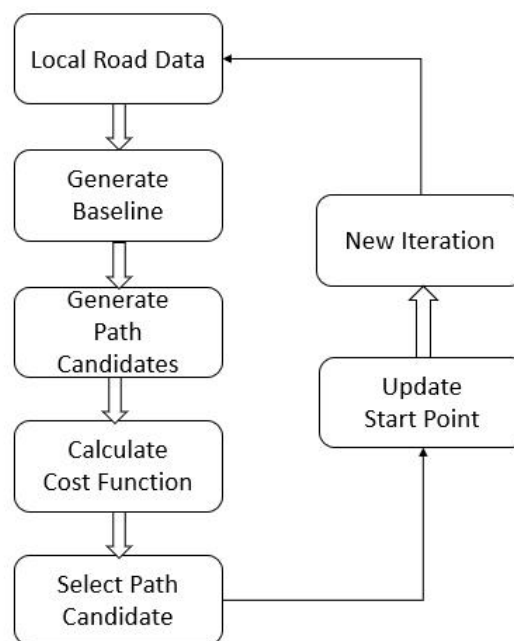 Local Road Data
Generate
Baseline
Generate
Path
Candidates
Calculate
Cost Function
Select Path
Candidate
New Iteration
Update
Start Point